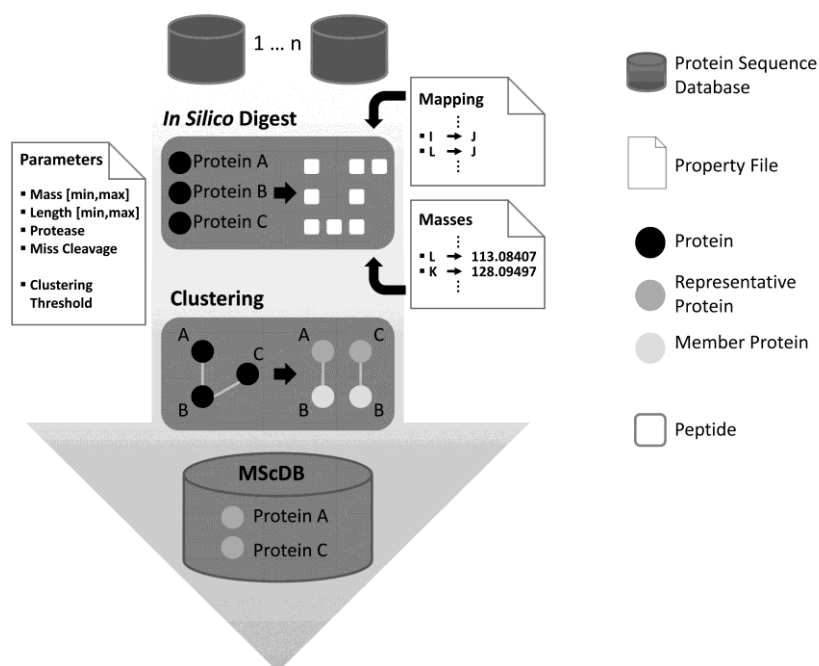 1 ... n
In Silico Digest
Mapping
⋮
▪ I → J
▪ L → J
⋮
Parameters
▪ Mass [min,max]
▪ Length [min,max]
▪ Protease
▪ Miss Cleavage
▪ Clustering
Threshold
Protein A
Protein B
Protein C
Masses
⋮
▪ L → 113.08407
▪ K → 128.09497
⋮
Clustering
A
C
B
A
C
B
B
MScDB
Protein A
Protein C
Protein Sequence
Database
Property File
Protein
Representative
Protein
Member Protein
Peptide